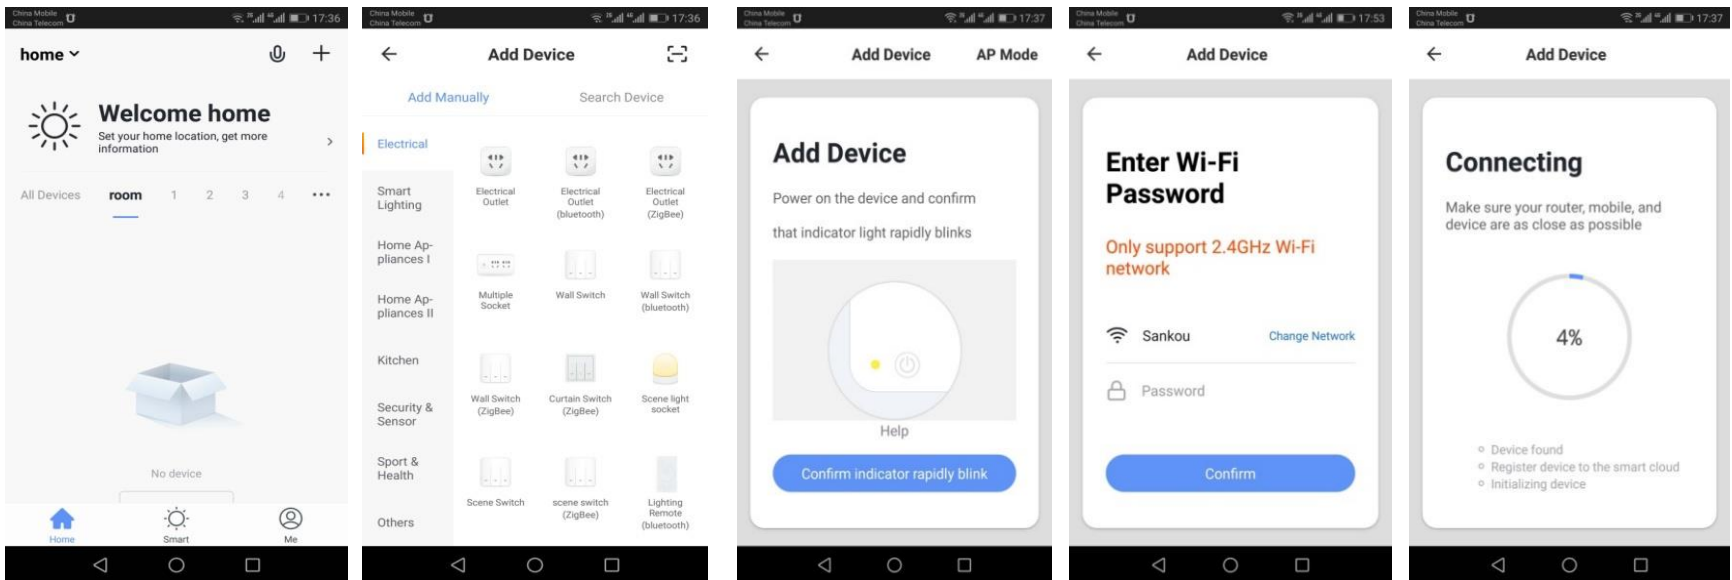 China Mobile
China Telecom
17:36
home
Welcome home
Set your home location, get more
information
All Devices room 1 2 3 4 •••
No device
Home Smart Me
China Mobile
China Telecom
17:36
Add Device
Add Manually Search Device
Electrical
Smart
Lighting
Home Ap-
pliances I
Home Ap-
pliances II
Kitchen
Security &
Sensor
Sport &
Health
Others
Electrical
Outlet
Electrical
Outlet
(bluetooth)
Electrical
Outlet
(ZigBee)
Multiple
Socket
Wall Switch
Wall Switch
(bluetooth)
Wall Switch
(ZigBee)
Curtain Switch
(ZigBee)
Scene light
socket
Scene Switch
scene switch
(ZigBee)
Lighting
Remote
(bluetooth)
China Mobile
China Telecom
17:37
Add Device AP Mode
Add Device
Power on the device and confirm
that indicator light rapidly blinks
Help
Confirm indicator rapidly blink
China Mobile
China Telecom
17:53
Add Device
Enter Wi-Fi
Password
Only support 2.4GHz Wi-Fi
network
Sankou Change Network
Password
Confirm
China Mobile
China Telecom
17:37
Add Device
Connecting
Make sure your router, mobile, and
device are as close as possible
4%
Device found
Register device to the smart cloud
Initializing device